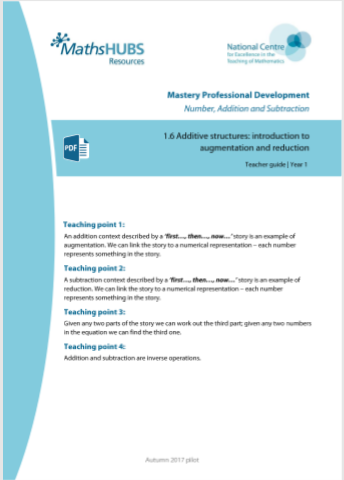 MathsHUBS
Resources
National Centre
for Excellence in the
Teaching of Mathematics
Mastery Professional Development
Number, Addition and Subtraction
PDF
1.6 Additive structures: introduction to
augmentation and reduction
Teacher guide | Year 1
Teaching point 1:
An addition context described by a "first…, then…, now…" story is an example of
augmentation. We can link the story to a numerical representation – each number
represents something in the story.
Teaching point 2:
A subtraction context described by a "first…, then…, now…" story is an example of
reduction. We can link the story to a numerical representation – each number
represents something in the story.
Teaching point 3:
Given any two parts of the story we can work out the third part; given any two numbers
in the equation we can find the third one.
Teaching point 4:
Addition and subtraction are inverse operations.
Autumn 2017 pilot